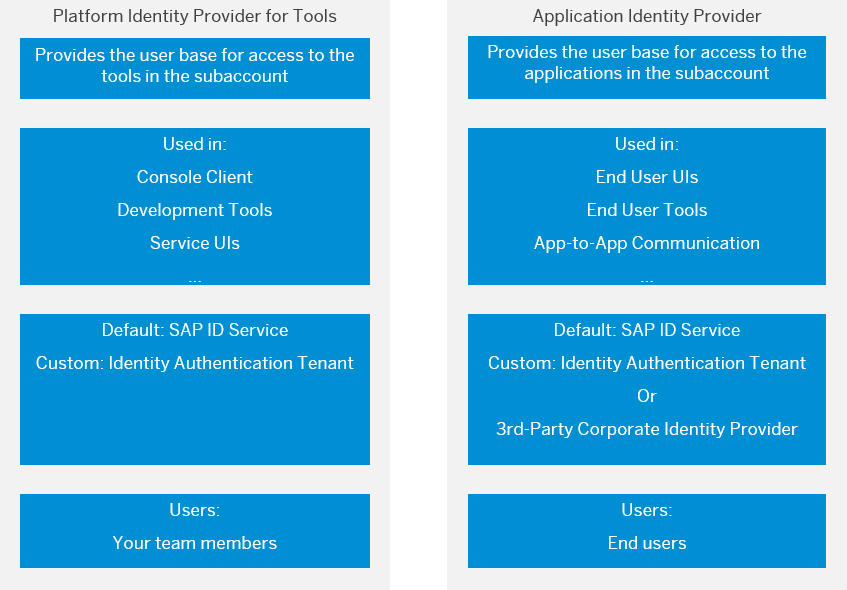 Platform Identity Provider for Tools
Provides the user base for access to the
tools in the subaccount
Used in:
Console Client
Development Tools
Service UIs
...
Default: SAP ID Service
Custom: Identity Authentication Tenant
Users:
Your team members
Application Identity Provider
Provides the user base for access to the
applications in the subaccount
Used in:
End User UIs
End User Tools
App-to-App Communication
...
Default: SAP ID Service
Custom: Identity Authentication Tenant
Or
3rd-Party Corporate Identity Provider
Users:
End users